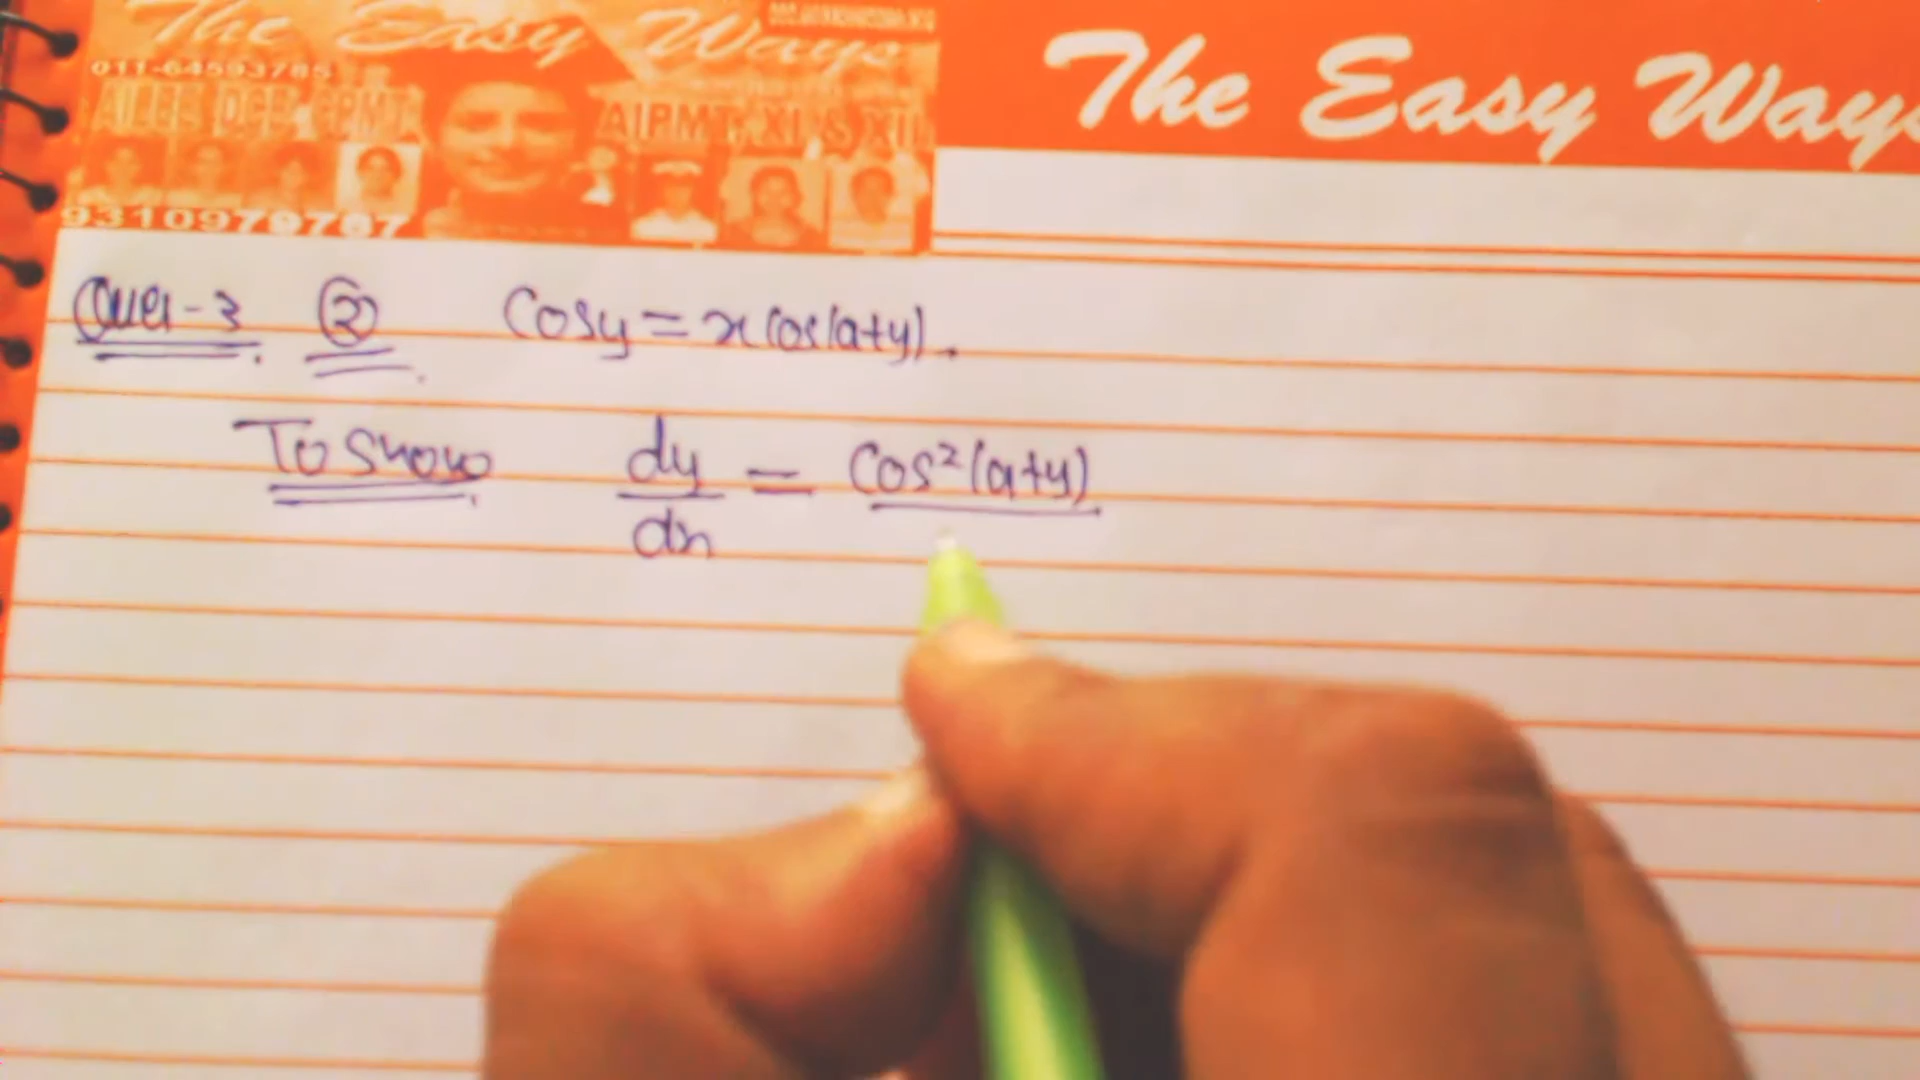 The Easy Ways
The Easy Ways
011-64593785
AIEEE DCE CPMT
AIPMT, XI & XII
9310979767
Ques-3. ② Cosy = x cos(a+y).
To Show dy/dx = Cos²(a+y)